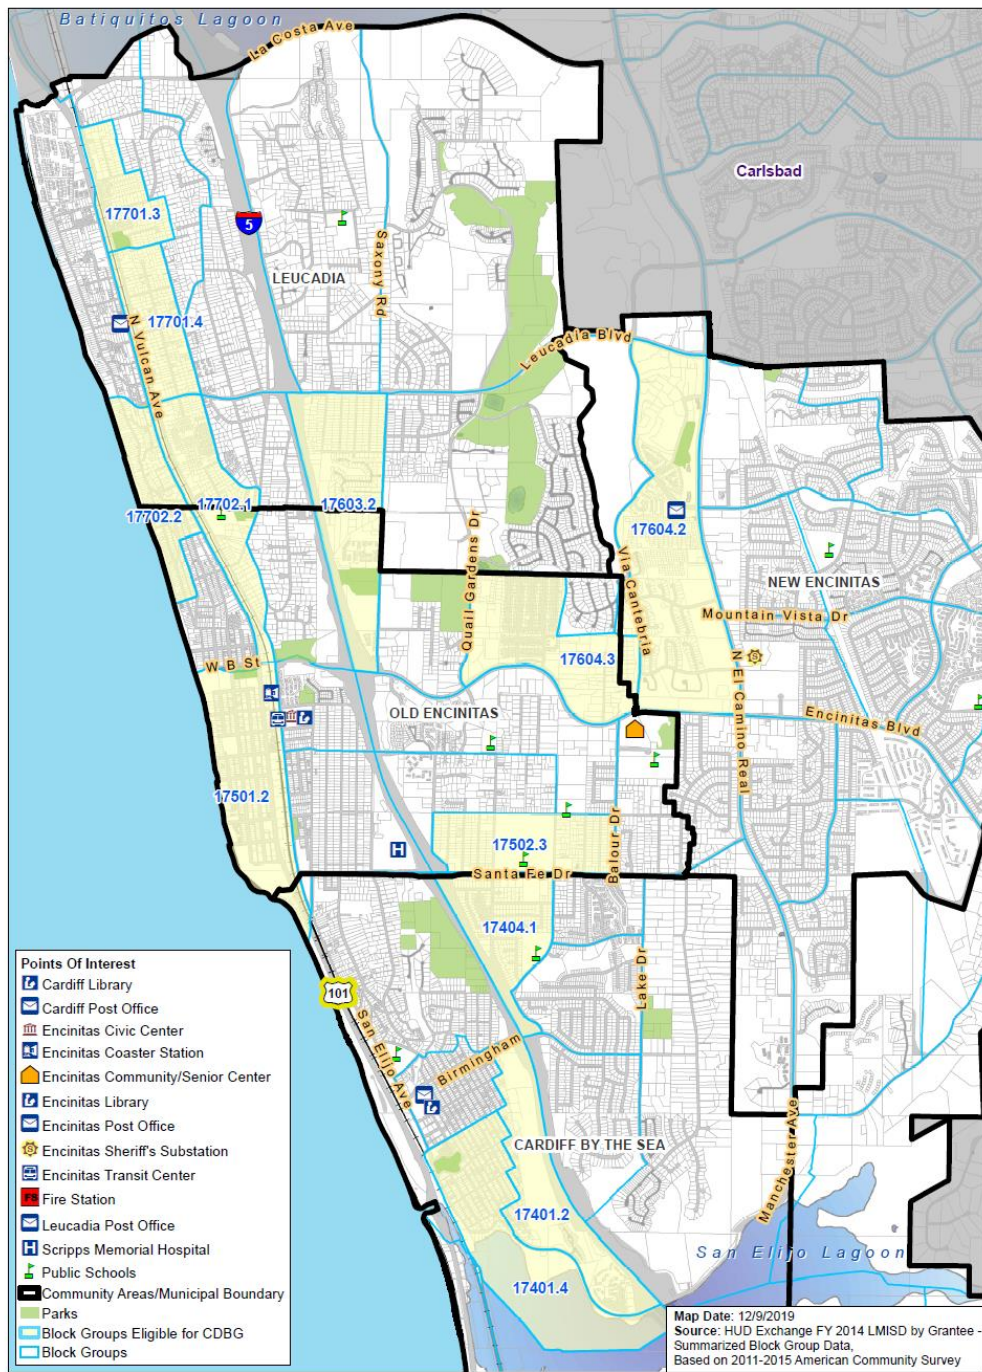 Batiquitos Lagoon
La Costa Ave
Carlsbad
17701.3
5
Saxony Rd
LEUCADIA
17701.4
N Vulcan Ave
Leucadia Blvd
17702.1
17603.2
17702.2
17604.2
Quail Gardens Dr
Via Cantebria
NEW ENCINITAS
Mountain Vista Dr
W B St
17604.3
N El Camino Real
S
OLD ENCINITAS
Encinitas Blvd
17501.2
Balour Dr
H
17502.3
Santa Fe Dr
17404.1
Lake Dr
101
San Elijo Ave
Birmingham
CARDIFF BY THE SEA
Manchester Ave
17401.2
San Elijo Lagoon
17401.4
Points Of Interest
Cardiff Library
Cardiff Post Office
Encinitas Civic Center
Encinitas Coaster Station
Encinitas Community/Senior Center
Encinitas Library
Encinitas Post Office
S Encinitas Sheriff's Substation
Encinitas Transit Center
FS Fire Station
Leucadia Post Office
H Scripps Memorial Hospital
Public Schools
Community Areas/Municipal Boundary
Parks
Block Groups Eligible for CDBG
Block Groups
Map Date: 12/9/2019
Source: HUD Exchange FY 2014 LMISD by Grantee -
Summarized Block Group Data,
Based on 2011-2015 American Community Survey